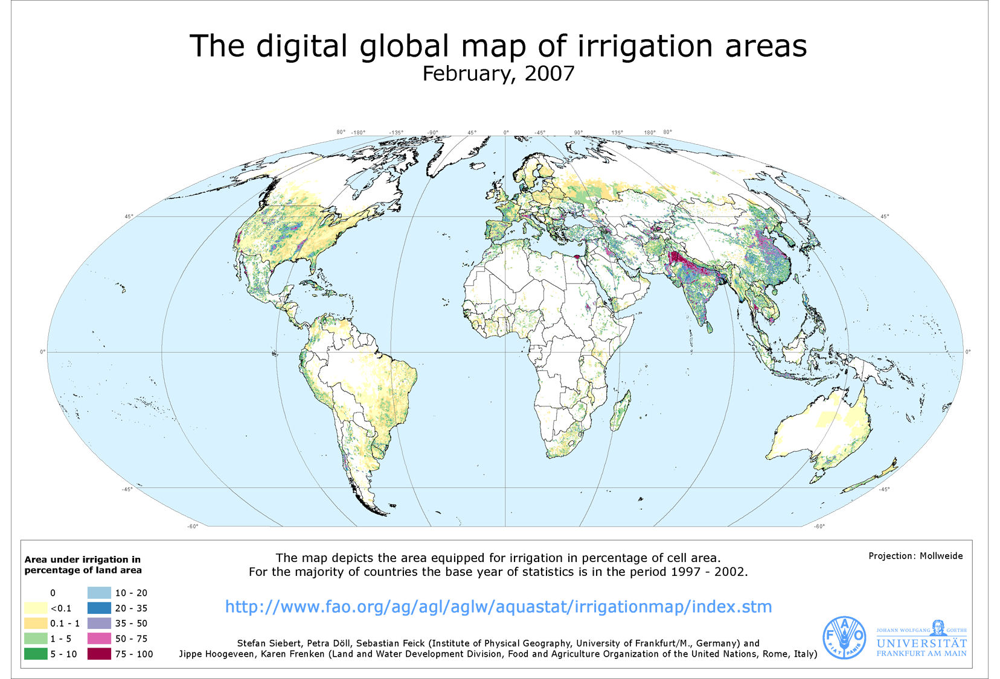 The digital global map of irrigation areas
February, 2007
80° -180° -135° -90° 45° 0° -45° 90° 135° 180° 80°
45° 45°
0° 0°
-45° -45°
-60° -60°
Area under irrigation in
percentage of land area
0 10 - 20
<0.1 20 - 35
0.1 - 1 35 - 50
1 - 5 50 - 75
5 - 10 75 - 100
The map depicts the area equipped for irrigation in percentage of cell area.
For the majority of countries the base year of statistics is in the period 1997 - 2002.
http://www.fao.org/ag/agl/aglw/aquastat/irrigationmap/index.stm
Stefan Siebert, Petra Döll, Sebastian Feick (Institute of Physical Geography, University of Frankfurt/M., Germany) and
Jippe Hoogeveen, Karen Frenken (Land and Water Development Division, Food and Agriculture Organization of the United Nations, Rome, Italy)
Projection: Mollweide
FAO
FIAT PANIS
JOHANN WOLFGANG GOETHE
UNIVERSITÄT
FRANKFURT AM MAIN